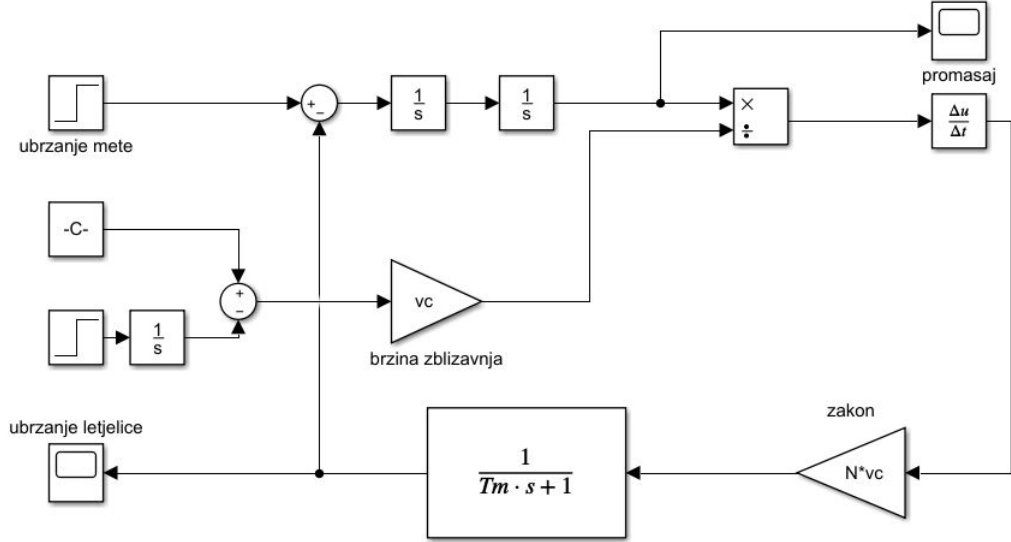 promasaj
+
−
1
s
1
s
×
÷
Δu
Δt
ubrzanje mete
-C-
+
−
vc
1
s
brzina zblizavnja
ubrzanje letjelice
zakon
1
Tm · s + 1
N*vc